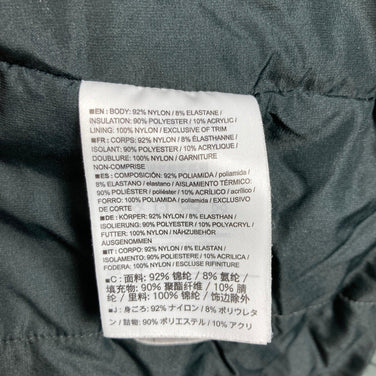 ■EN: BODY: 92% NYLON / 8% ELASTANE /
INSULATION: 90% POLYESTER / 10% ACRYLIC /
LINING: 100% NYLON / EXCLUSIVE OF TRIM
■FR: CORPS: 92% NYLON / 8% ÉLASTHANNE /
ISOLANT: 90% POLYESTER / 10% ACRYLIQUE /
DOUBLURE: 100% NYLON / GARNITURE
NON-COMPRISE
■ES: COMPOSICIÓN: 92% POLIAMIDA / poliamida /
8% ELASTANO / elastano / AISLAMIENTO TÉRMICO:
90% POLIÉSTER / poliéster / 10% ACRÍLICO / acrílico /
FORRO: 100% POLIAMIDA / poliamida / EXCLUSIVO
DE CORTE
■DE: KÖRPER: 92% NYLON / 8% ELASTHAN /
ISOLIERUNG: 90% POLYESTER / 10% POLYACRYL /
FUTTER: 100% NYLON / NÄHZUBEHÖR
AUSGENOMMEN
■IT: CORPO: 92% NYLON / 8% ELASTAN /
ISOLAMENTO: 90% POLIESTERE / 10% ACRILICA /
FODERA: 100% NYLON / ESCLUSE RIFINITURE
■C: 面料: 92% 锦纶 / 8% 氨纶 /
填充物: 90% 聚酯纤维 / 10% 腈
纶 / 里料: 100% 锦纶 / 饰边除外
■J: 身ごろ: 92% ナイロン / 8% ポリウレタ
ン / 詰物: 90% ポリエステル / 10% アクリ